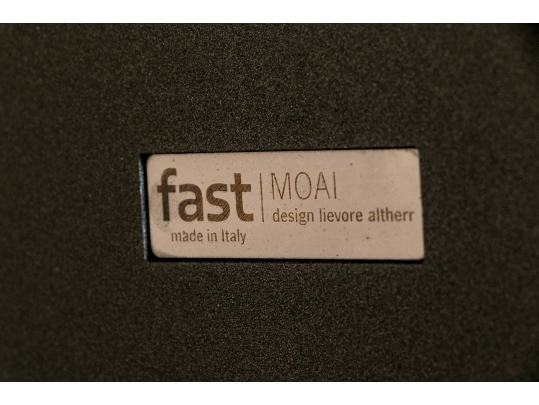 fast | MOAI
design lievore altherr
made in Italy